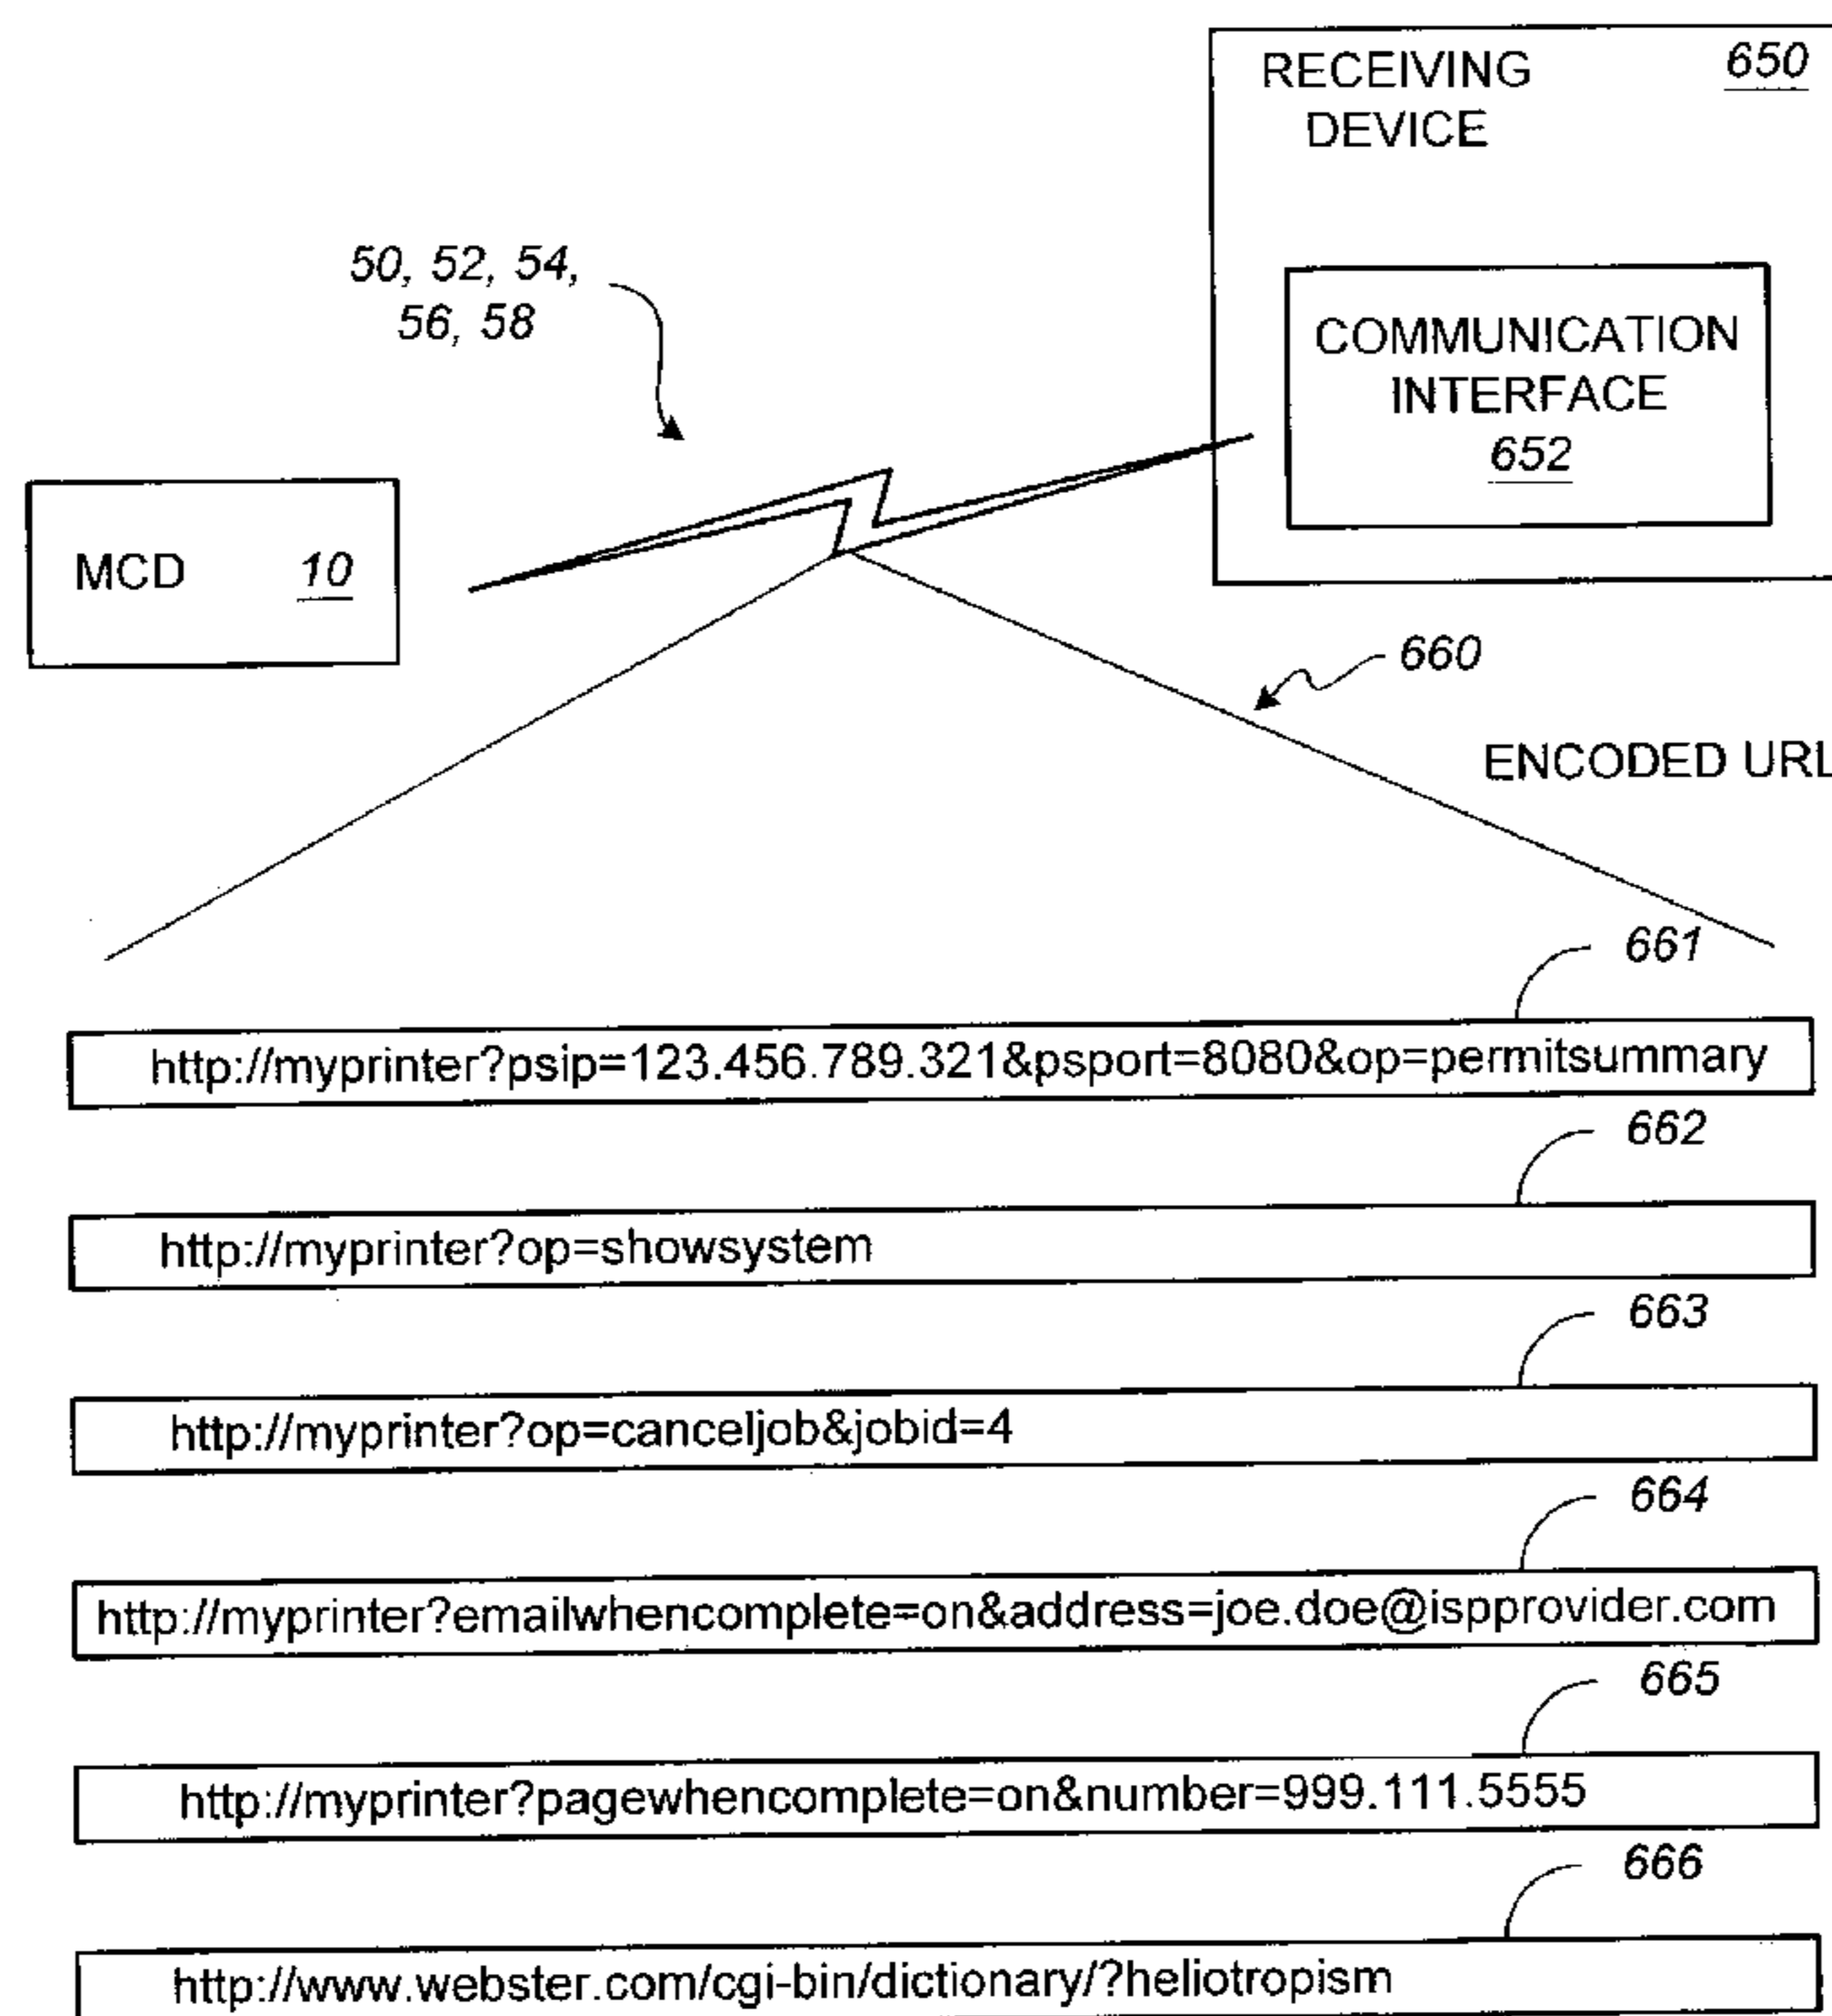 RECEIVING 650
DEVICE
50, 52, 54,
56, 58
COMMUNICATION
INTERFACE
652
MCD 10
660
ENCODED URL
661
http://myprinter?psip=123.456.789.321&psport=8080&op=permitsummary
662
http://myprinter?op=showsystem
663
http://myprinter?op=canceljob&jobid=4
664
http://myprinter?emailwhencomplete=on&address=joe.doe@ispprovider.com
665
http://myprinter?pagewhencomplete=on&number=999.111.5555
666
http://www.webster.com/cgi-bin/dictionary/?heliotropism